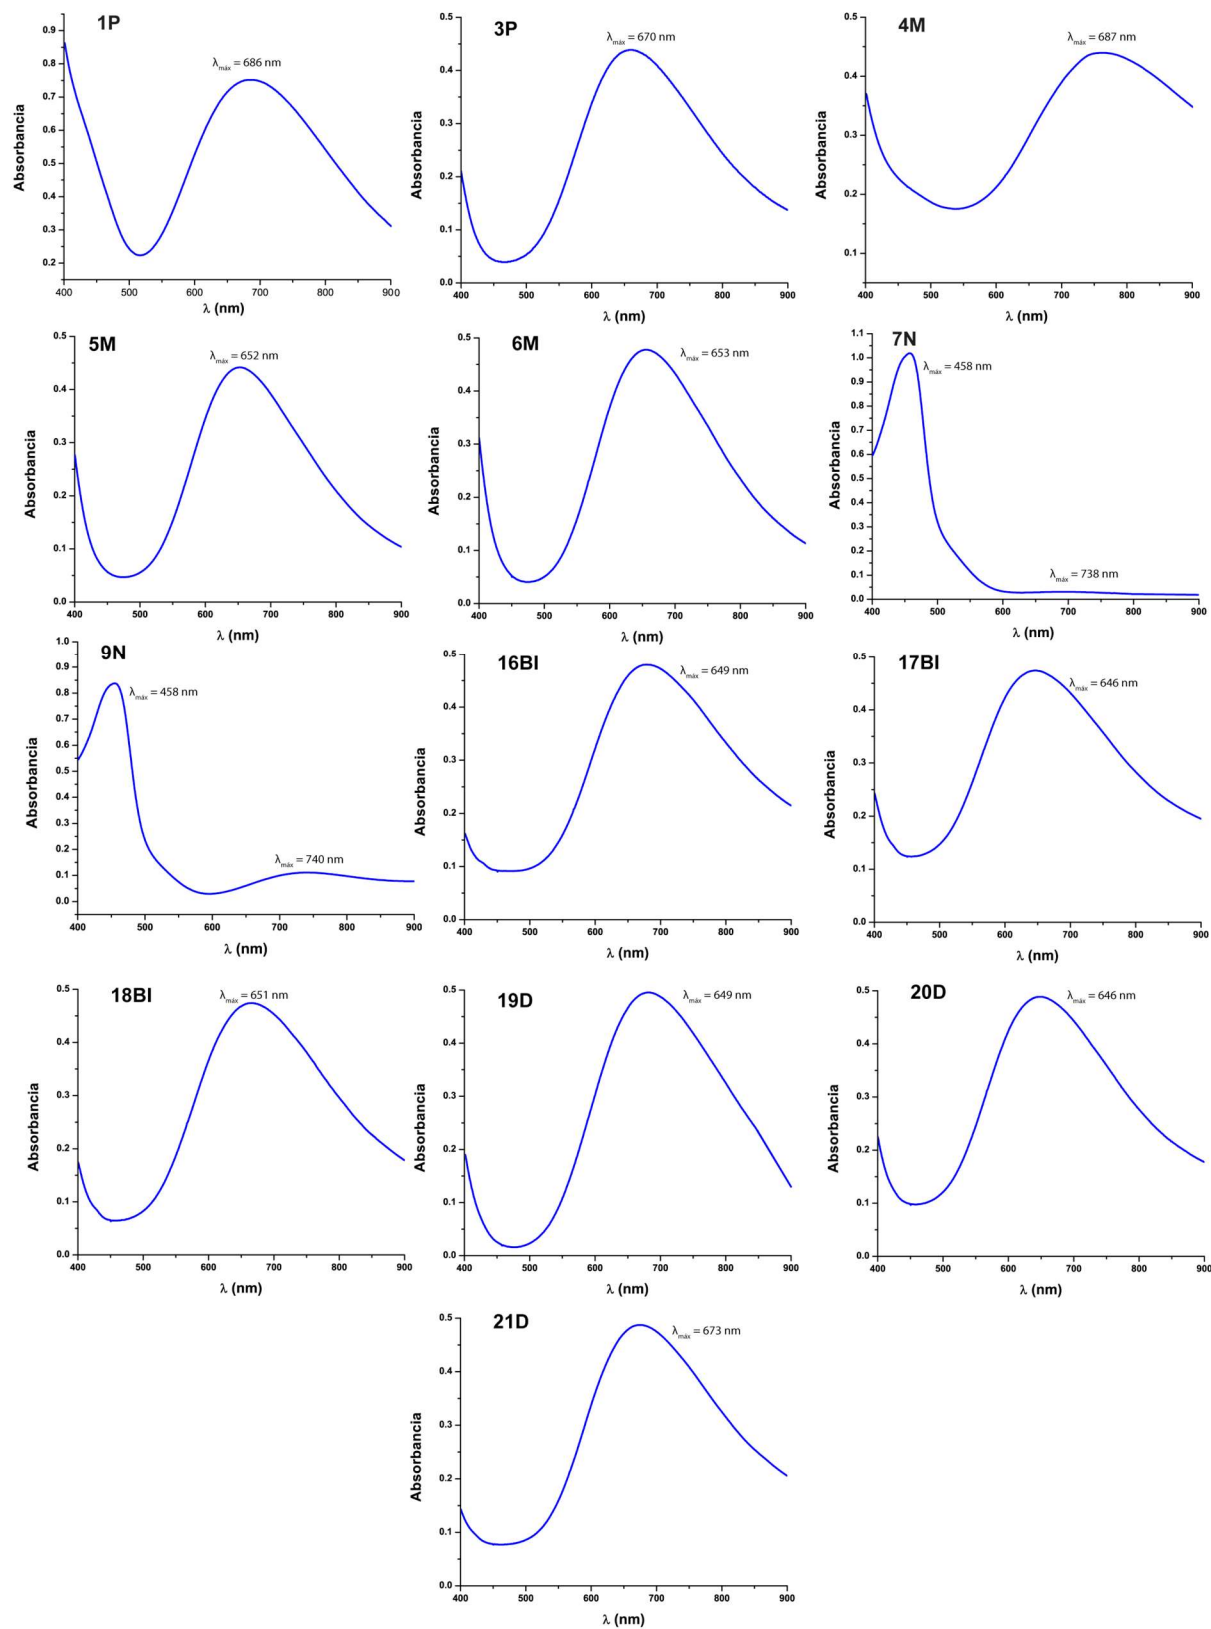 1P
λmáx = 686 nm
Absorbancia
0.9
0.8
0.7
0.6
0.5
0.4
0.3
0.2
400 500 600 700 800 900
λ (nm)
3P
λmáx = 670 nm
Absorbancia
0.5
0.4
0.3
0.2
0.1
0.0
400 500 600 700 800 900
λ (nm)
4M
λmáx = 687 nm
Absorbancia
0.5
0.4
0.3
0.2
0.1
400 500 600 700 800 900
λ (nm)
5M
λmáx = 652 nm
Absorbancia
0.5
0.4
0.3
0.2
0.1
0.0
400 500 600 700 800 900
λ (nm)
6M
λmáx = 653 nm
Absorbancia
0.5
0.4
0.3
0.2
0.1
0.0
400 500 600 700 800 900
λ (nm)
7N
λmáx = 458 nm
λmáx = 738 nm
Absorbancia
1.1
1.0
0.9
0.8
0.7
0.6
0.5
0.4
0.3
0.2
0.1
0.0
400 500 600 700 800 900
λ (nm)
9N
λmáx = 458 nm
λmáx = 740 nm
Absorbancia
1.0
0.9
0.8
0.7
0.6
0.5
0.4
0.3
0.2
0.1
0.0
400 500 600 700 800 900
λ (nm)
16BI
λmáx = 649 nm
Absorbancia
0.5
0.4
0.3
0.2
0.1
0.0
400 500 600 700 800 900
λ (nm)
17BI
λmáx = 646 nm
Absorbancia
0.5
0.4
0.3
0.2
0.1
0.0
400 500 600 700 800 900
λ (nm)
18BI
λmáx = 651 nm
Absorbancia
0.5
0.4
0.3
0.2
0.1
0.0
400 500 600 700 800 900
λ (nm)
19D
λmáx = 649 nm
Absorbancia
0.5
0.4
0.3
0.2
0.1
0.0
400 500 600 700 800 900
λ (nm)
20D
λmáx = 646 nm
Absorbancia
0.5
0.4
0.3
0.2
0.1
0.0
400 500 600 700 800 900
λ (nm)
21D
λmáx = 673 nm
Absorbancia
0.5
0.4
0.3
0.2
0.1
0.0
400 500 600 700 800 900
λ (nm)